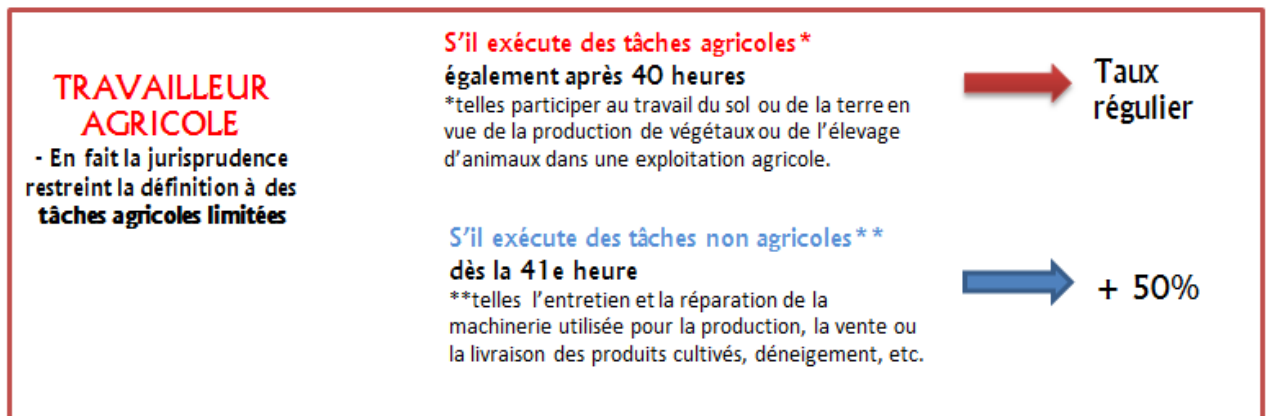 TRAVAILLEUR
AGRICOLE
- En fait la jurisprudence
restreint la définition à des
tâches agricoles limitées
S'il exécute des tâches agricoles*
également après 40 heures
*telles participer au travail du sol ou de la terre en
vue de la production de végétaux ou de l'élevage
d'animaux dans une exploitation agricole.
Taux
régulier
S'il exécute des tâches non agricoles**
dès la 41e heure
**telles l'entretien et la réparation de la
machinerie utilisée pour la production, la vente ou
la livraison des produits cultivés, déneigement, etc.
+ 50%